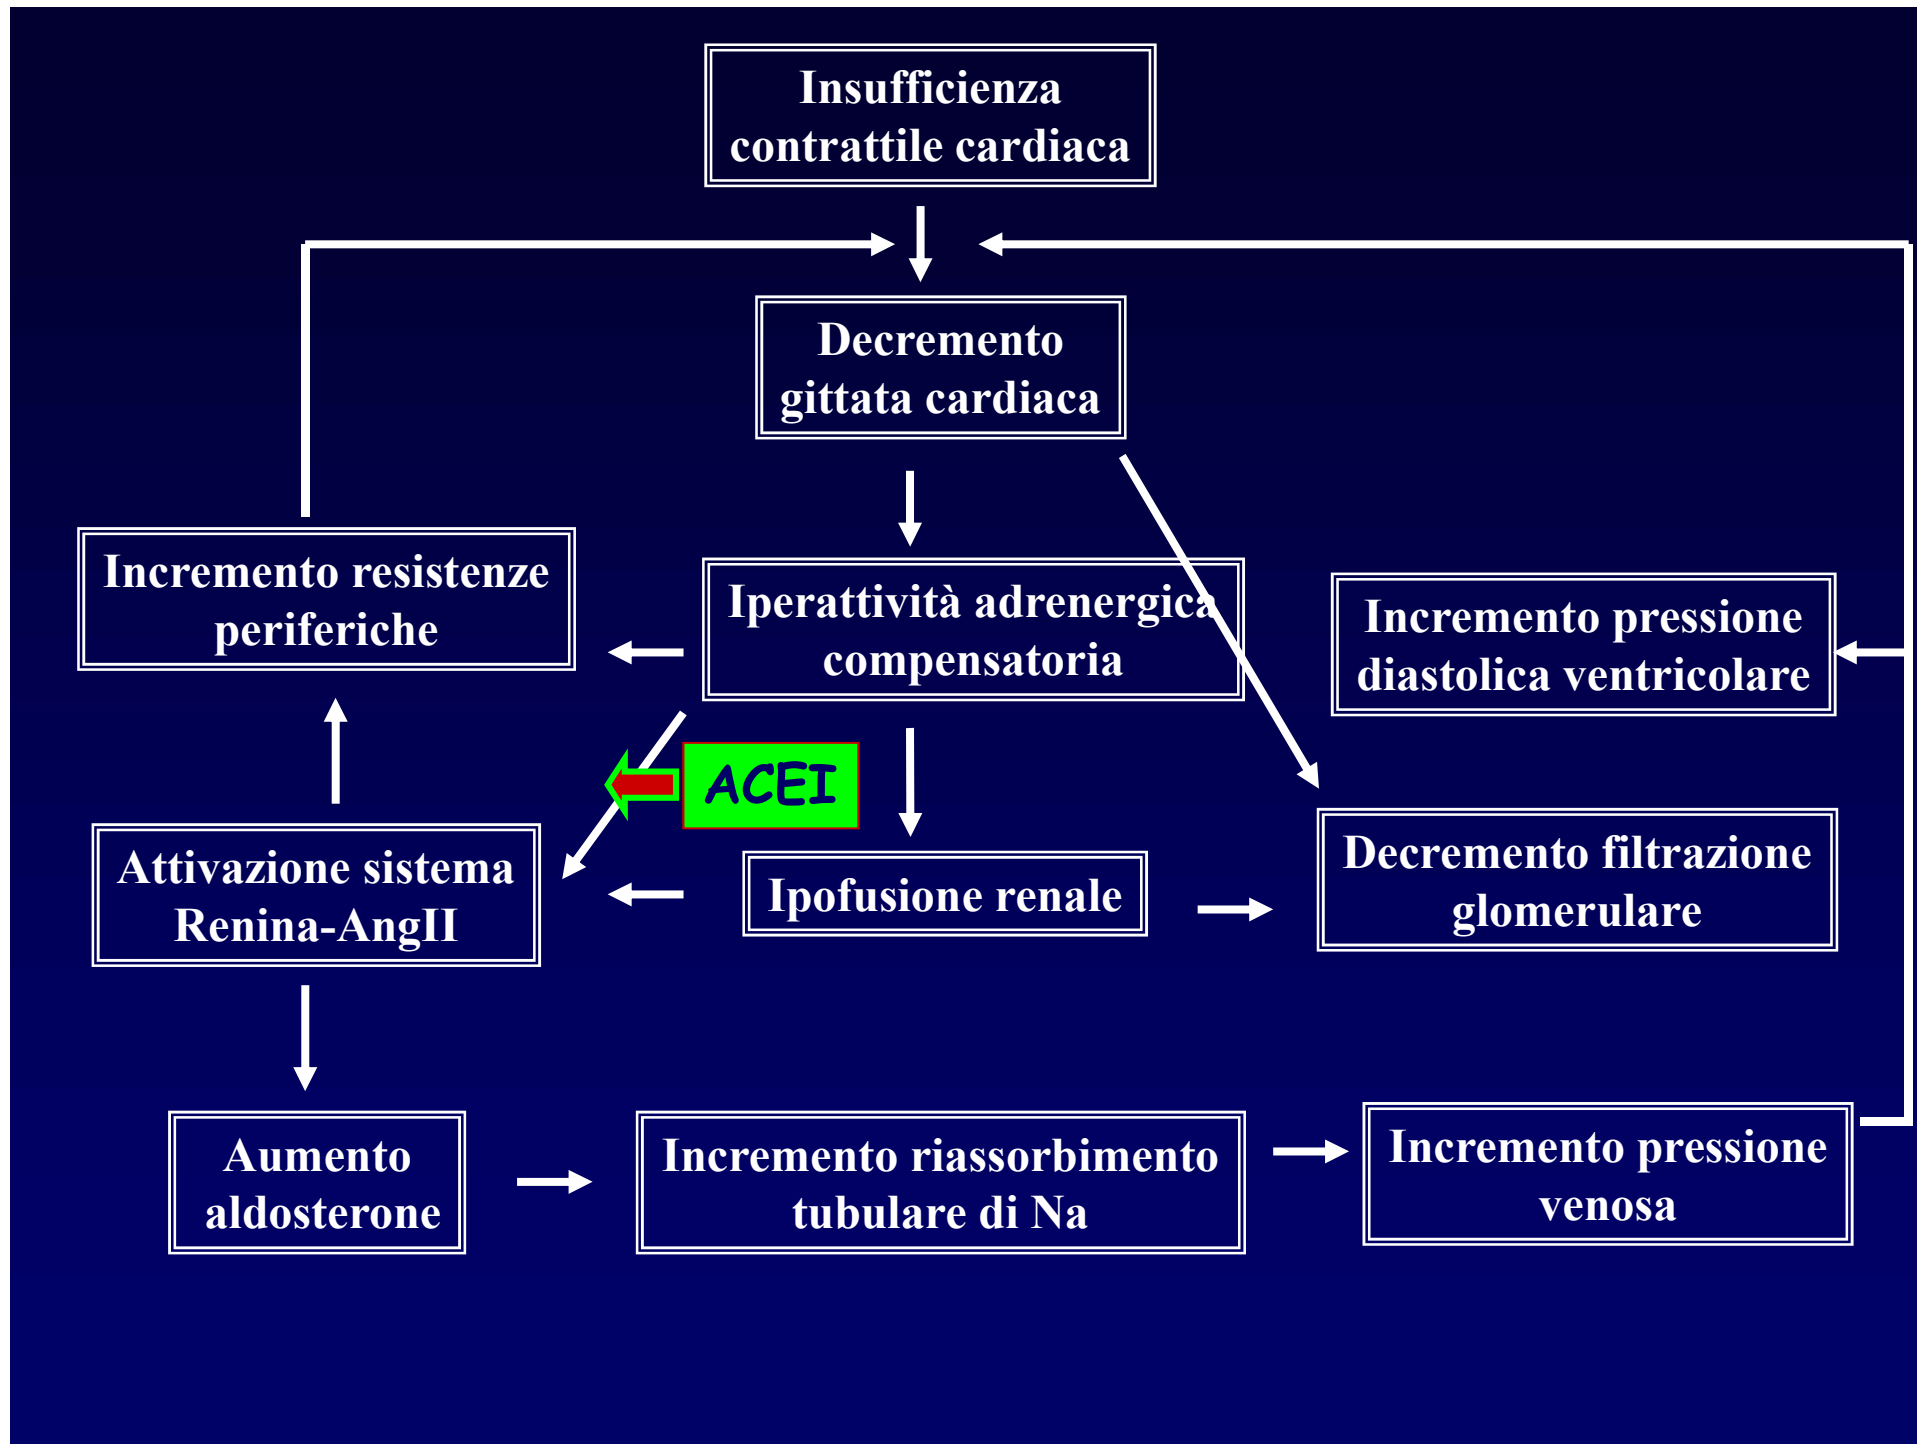 Insufficienza
contrattile cardiaca
Decremento
gittata cardiaca
Incremento resistenze
periferiche
Iperattività adrenergica
compensatoria
Incremento pressione
diastolica ventricolare
ACEI
Attivazione sistema
Renina-AngII
Ipofusione renale
Decremento filtrazione
glomerulare
Aumento
aldosterone
Incremento riassorbimento
tubulare di Na
Incremento pressione
venosa